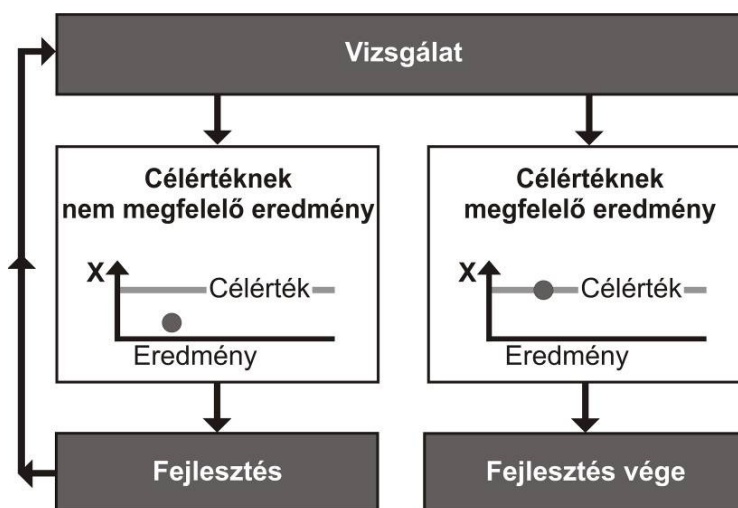 Vizsgálat
Célértéknek
nem megfelelő eredmény
X
Célérték
Eredmény
Célértéknek
megfelelő eredmény
X
Célérték
Eredmény
Fejlesztés
Fejlesztés vége